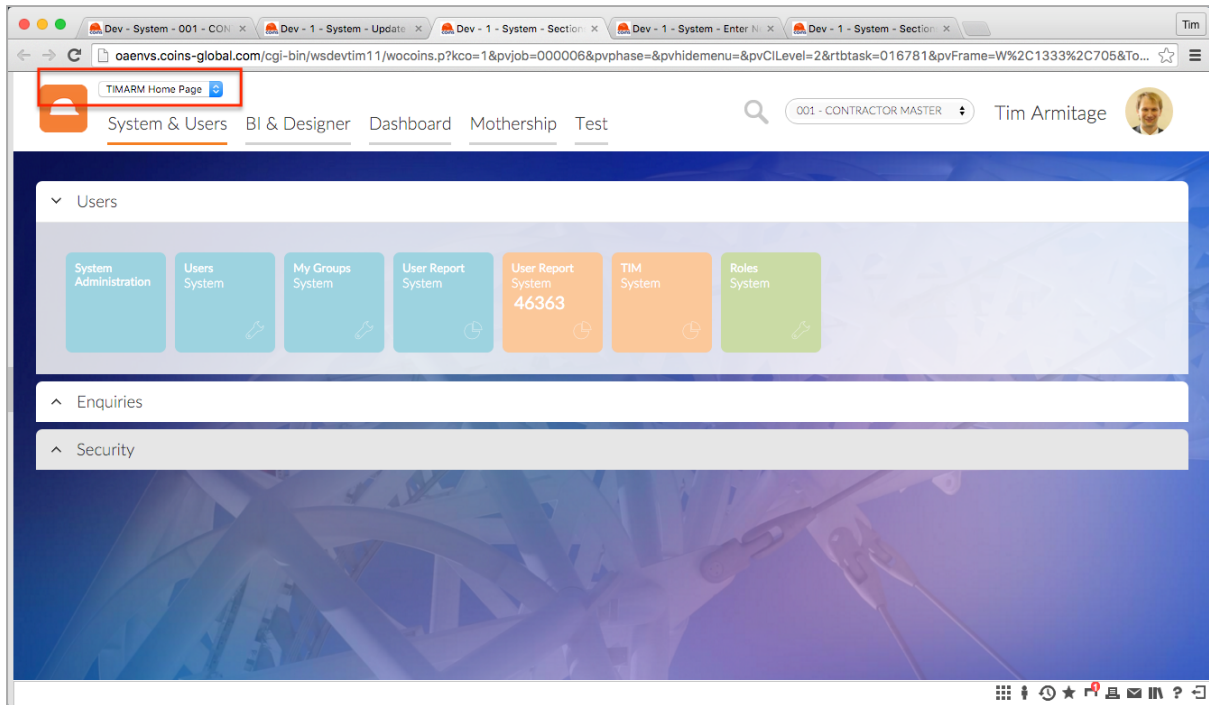 Dev - System - 001 - CON
Dev - 1 - System - Update
Dev - 1 - System - Section
Dev - 1 - System - Enter N
Dev - 1 - System - Section
Tim
oaenvs.coins-global.com/cgi-bin/wsdevtim11/wocoins.p?kco=1&pvjob=000006&pvphase=&pvhidemenu=&pvCILevel=2&rtbtask=016781&pvFrame=W%2C1333%2C705&To...
TIMARM Home Page
System & Users BI & Designer Dashboard Mothership Test
001 - CONTRACTOR MASTER
Tim Armitage
Users
System Administration
Users
System
My Groups
System
User Report
System
User Report
System
46363
TIM
System
Roles
System
Enquiries
Security
1
?